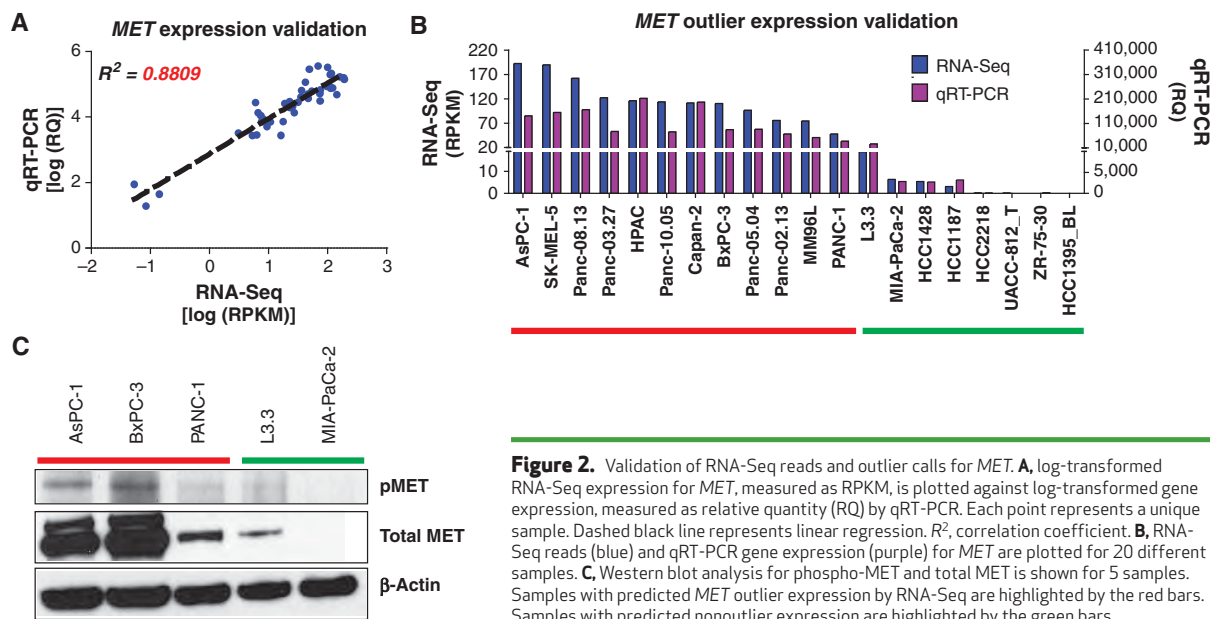 A
MET expression validation
6
4
2
0
R² = 0.8809
qRT-PCR
[log (RQ)]
–2
–1
0
1
2
3
RNA-Seq
[log (RPKM)]
B
MET outlier expression validation
220
170
120
70
20
10
0
RNA-Seq
(RPKM)
RNA-Seq
qRT-PCR
410,000
310,000
210,000
110,000
10,000
5,000
0
qRT-PCR
(RQ)
AsPC-1
SK-MEL-5
Panc-08.13
Panc-03.27
HPAC
Panc-10.05
Capan-2
BxPC-3
Panc-05.04
Panc-02.13
MM96L
PANC-1
L3.3
MIA-PaCa-2
HCC1428
HCC1187
HCC2218
UACC-812_T
ZR-75-30
HCC1395_BL
C
AsPC-1
BxPC-3
PANC-1
L3.3
MIA-PaCa-2
pMET
Total MET
β-Actin
Figure 2. Validation of RNA-Seq reads and outlier calls for MET. A, log-transformed
RNA-Seq expression for MET, measured as RPKM, is plotted against log-transformed gene
expression, measured as relative quantity (RQ) by qRT-PCR. Each point represents a unique
sample. Dashed black line represents linear regression. R², correlation coefficient. B, RNA-
Seq reads (blue) and qRT-PCR gene expression (purple) for MET are plotted for 20 different
samples. C, Western blot analysis for phospho-MET and total MET is shown for 5 samples.
Samples with predicted MET outlier expression by RNA-Seq are highlighted by the red bars.
Samples with predicted nonoutlier expression are highlighted by the green bars.